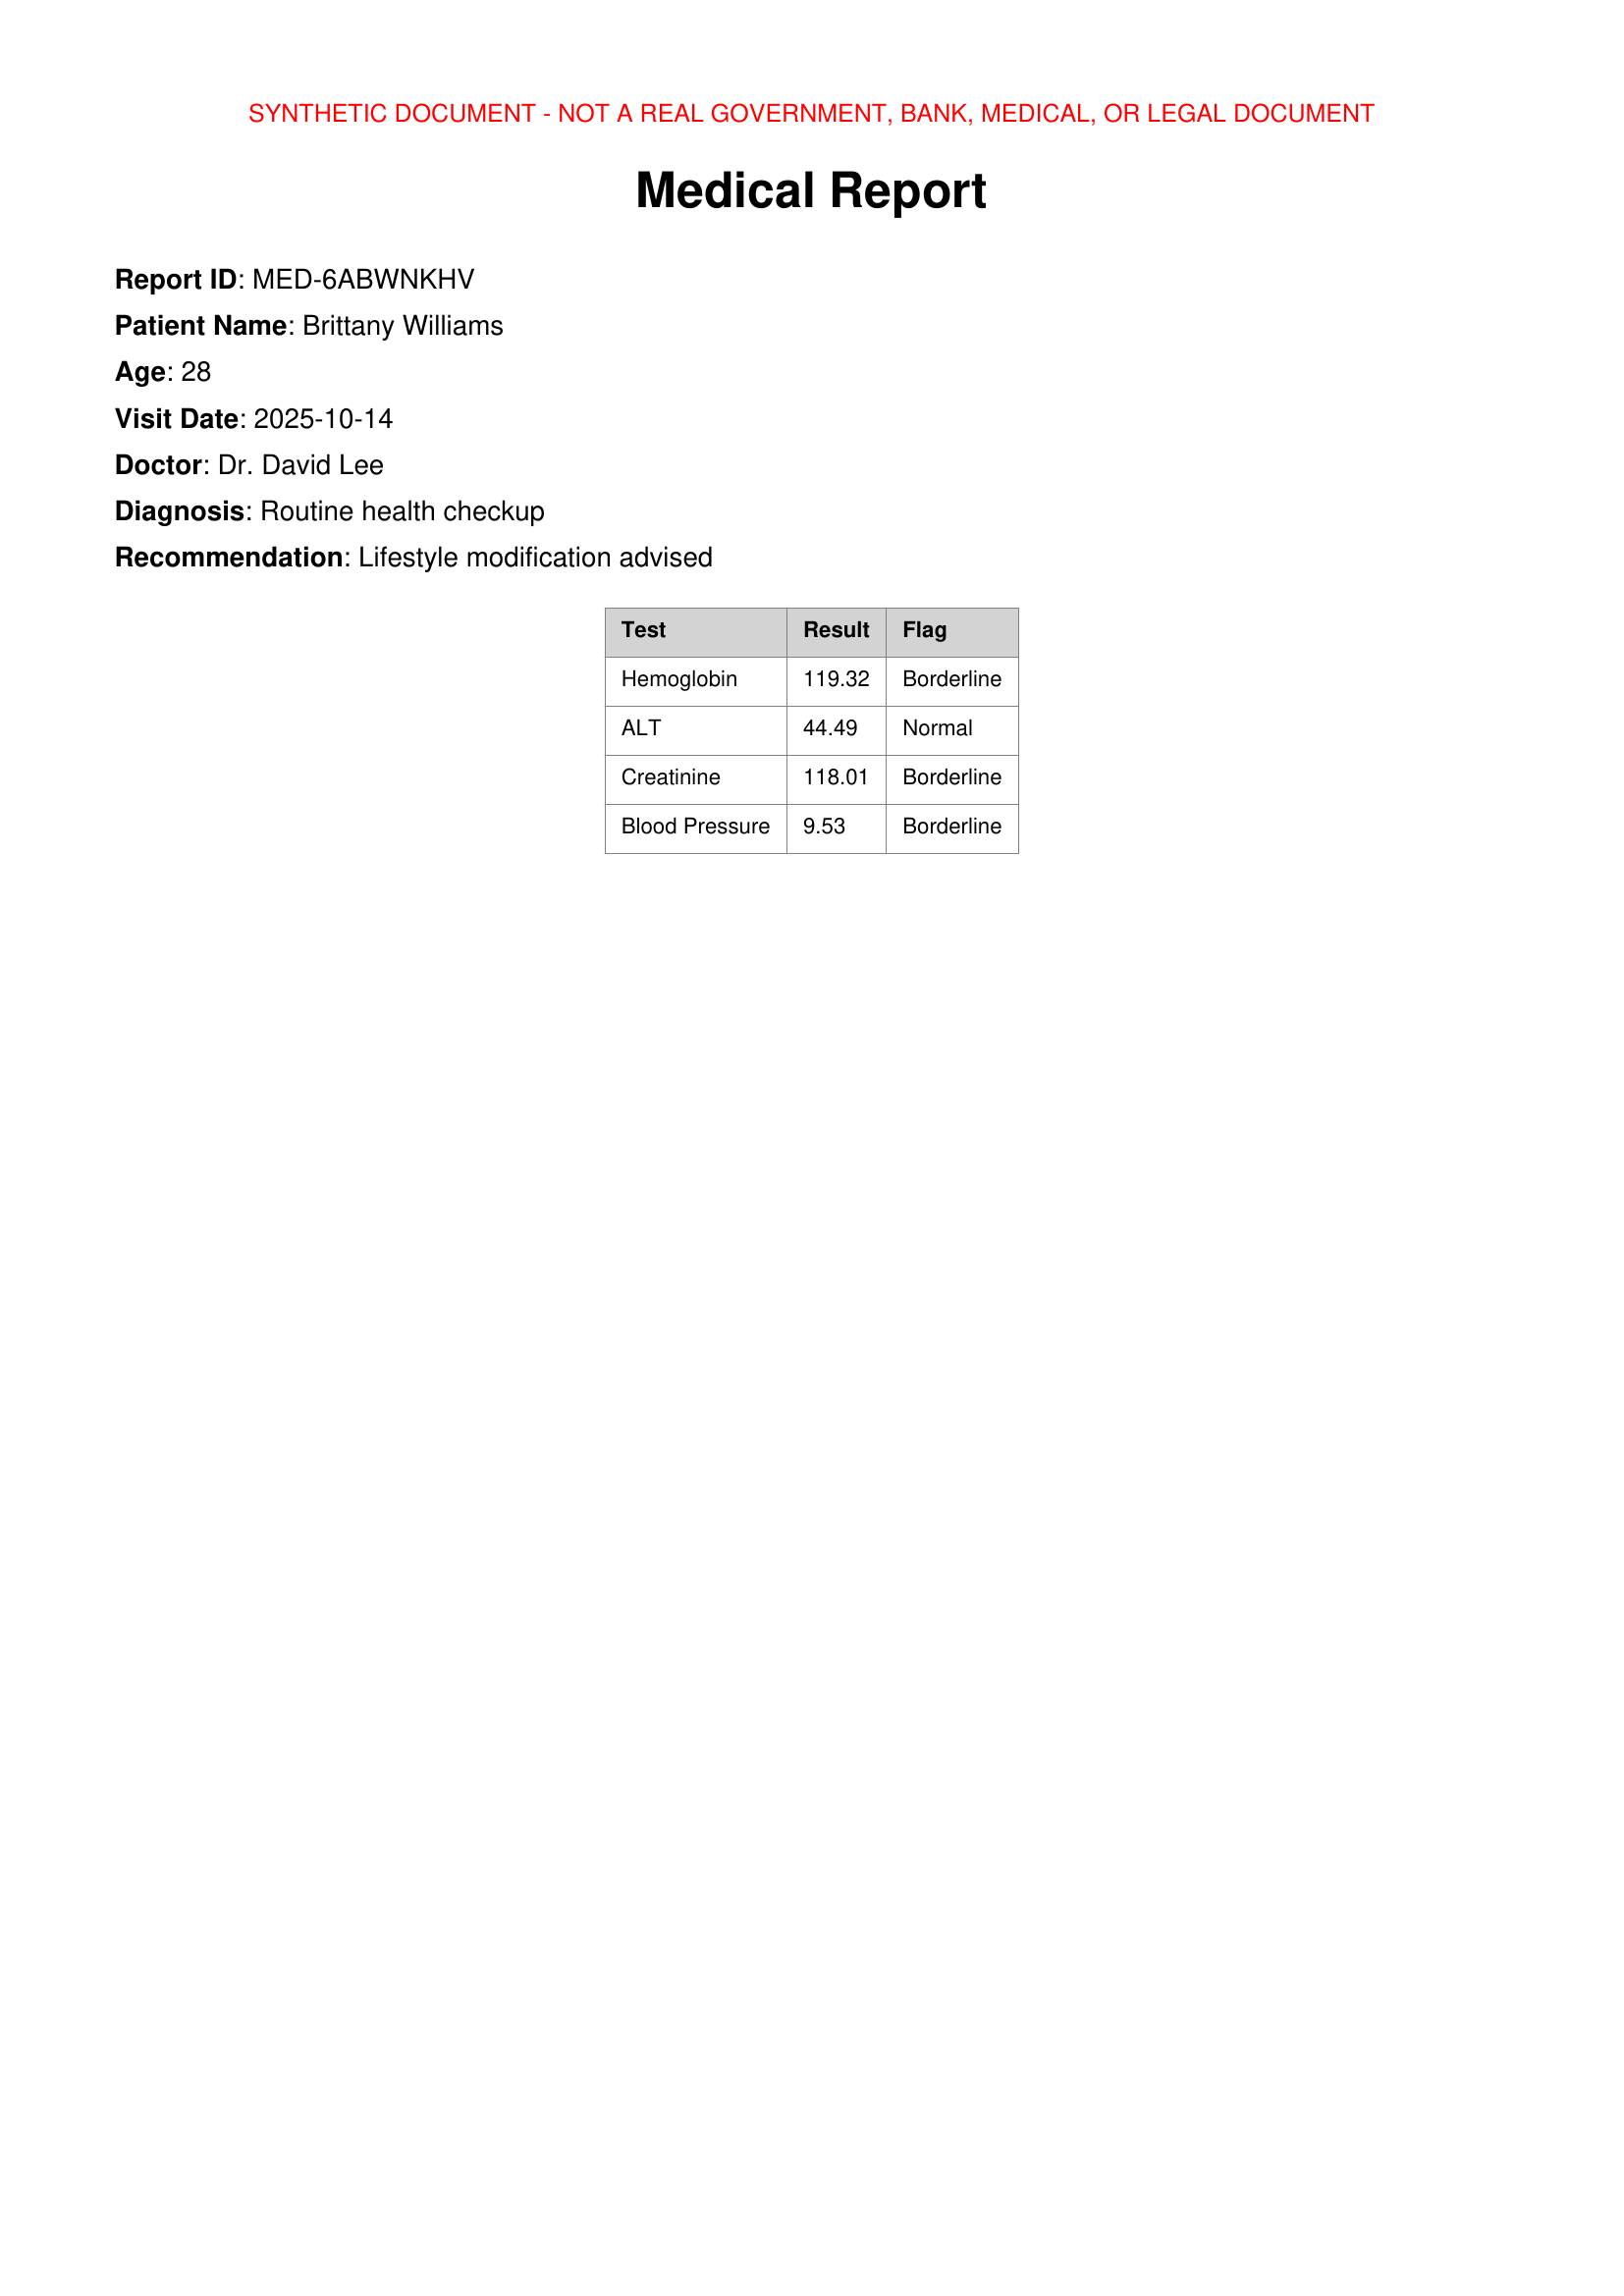 SYNTHETIC DOCUMENT - NOT A REAL GOVERNMENT, BANK, MEDICAL, OR LEGAL DOCUMENT
Medical Report
Report ID: MED-6ABWNKHV
Patient Name: Brittany Williams
Age: 28
Visit Date: 2025-10-14
Doctor: Dr. David Lee
Diagnosis: Routine health checkup
Recommendation: Lifestyle modification advised
Test Result Flag
Hemoglobin 119.32 Borderline
ALT 44.49 Normal
Creatinine 118.01 Borderline
Blood Pressure 9.53 Borderline